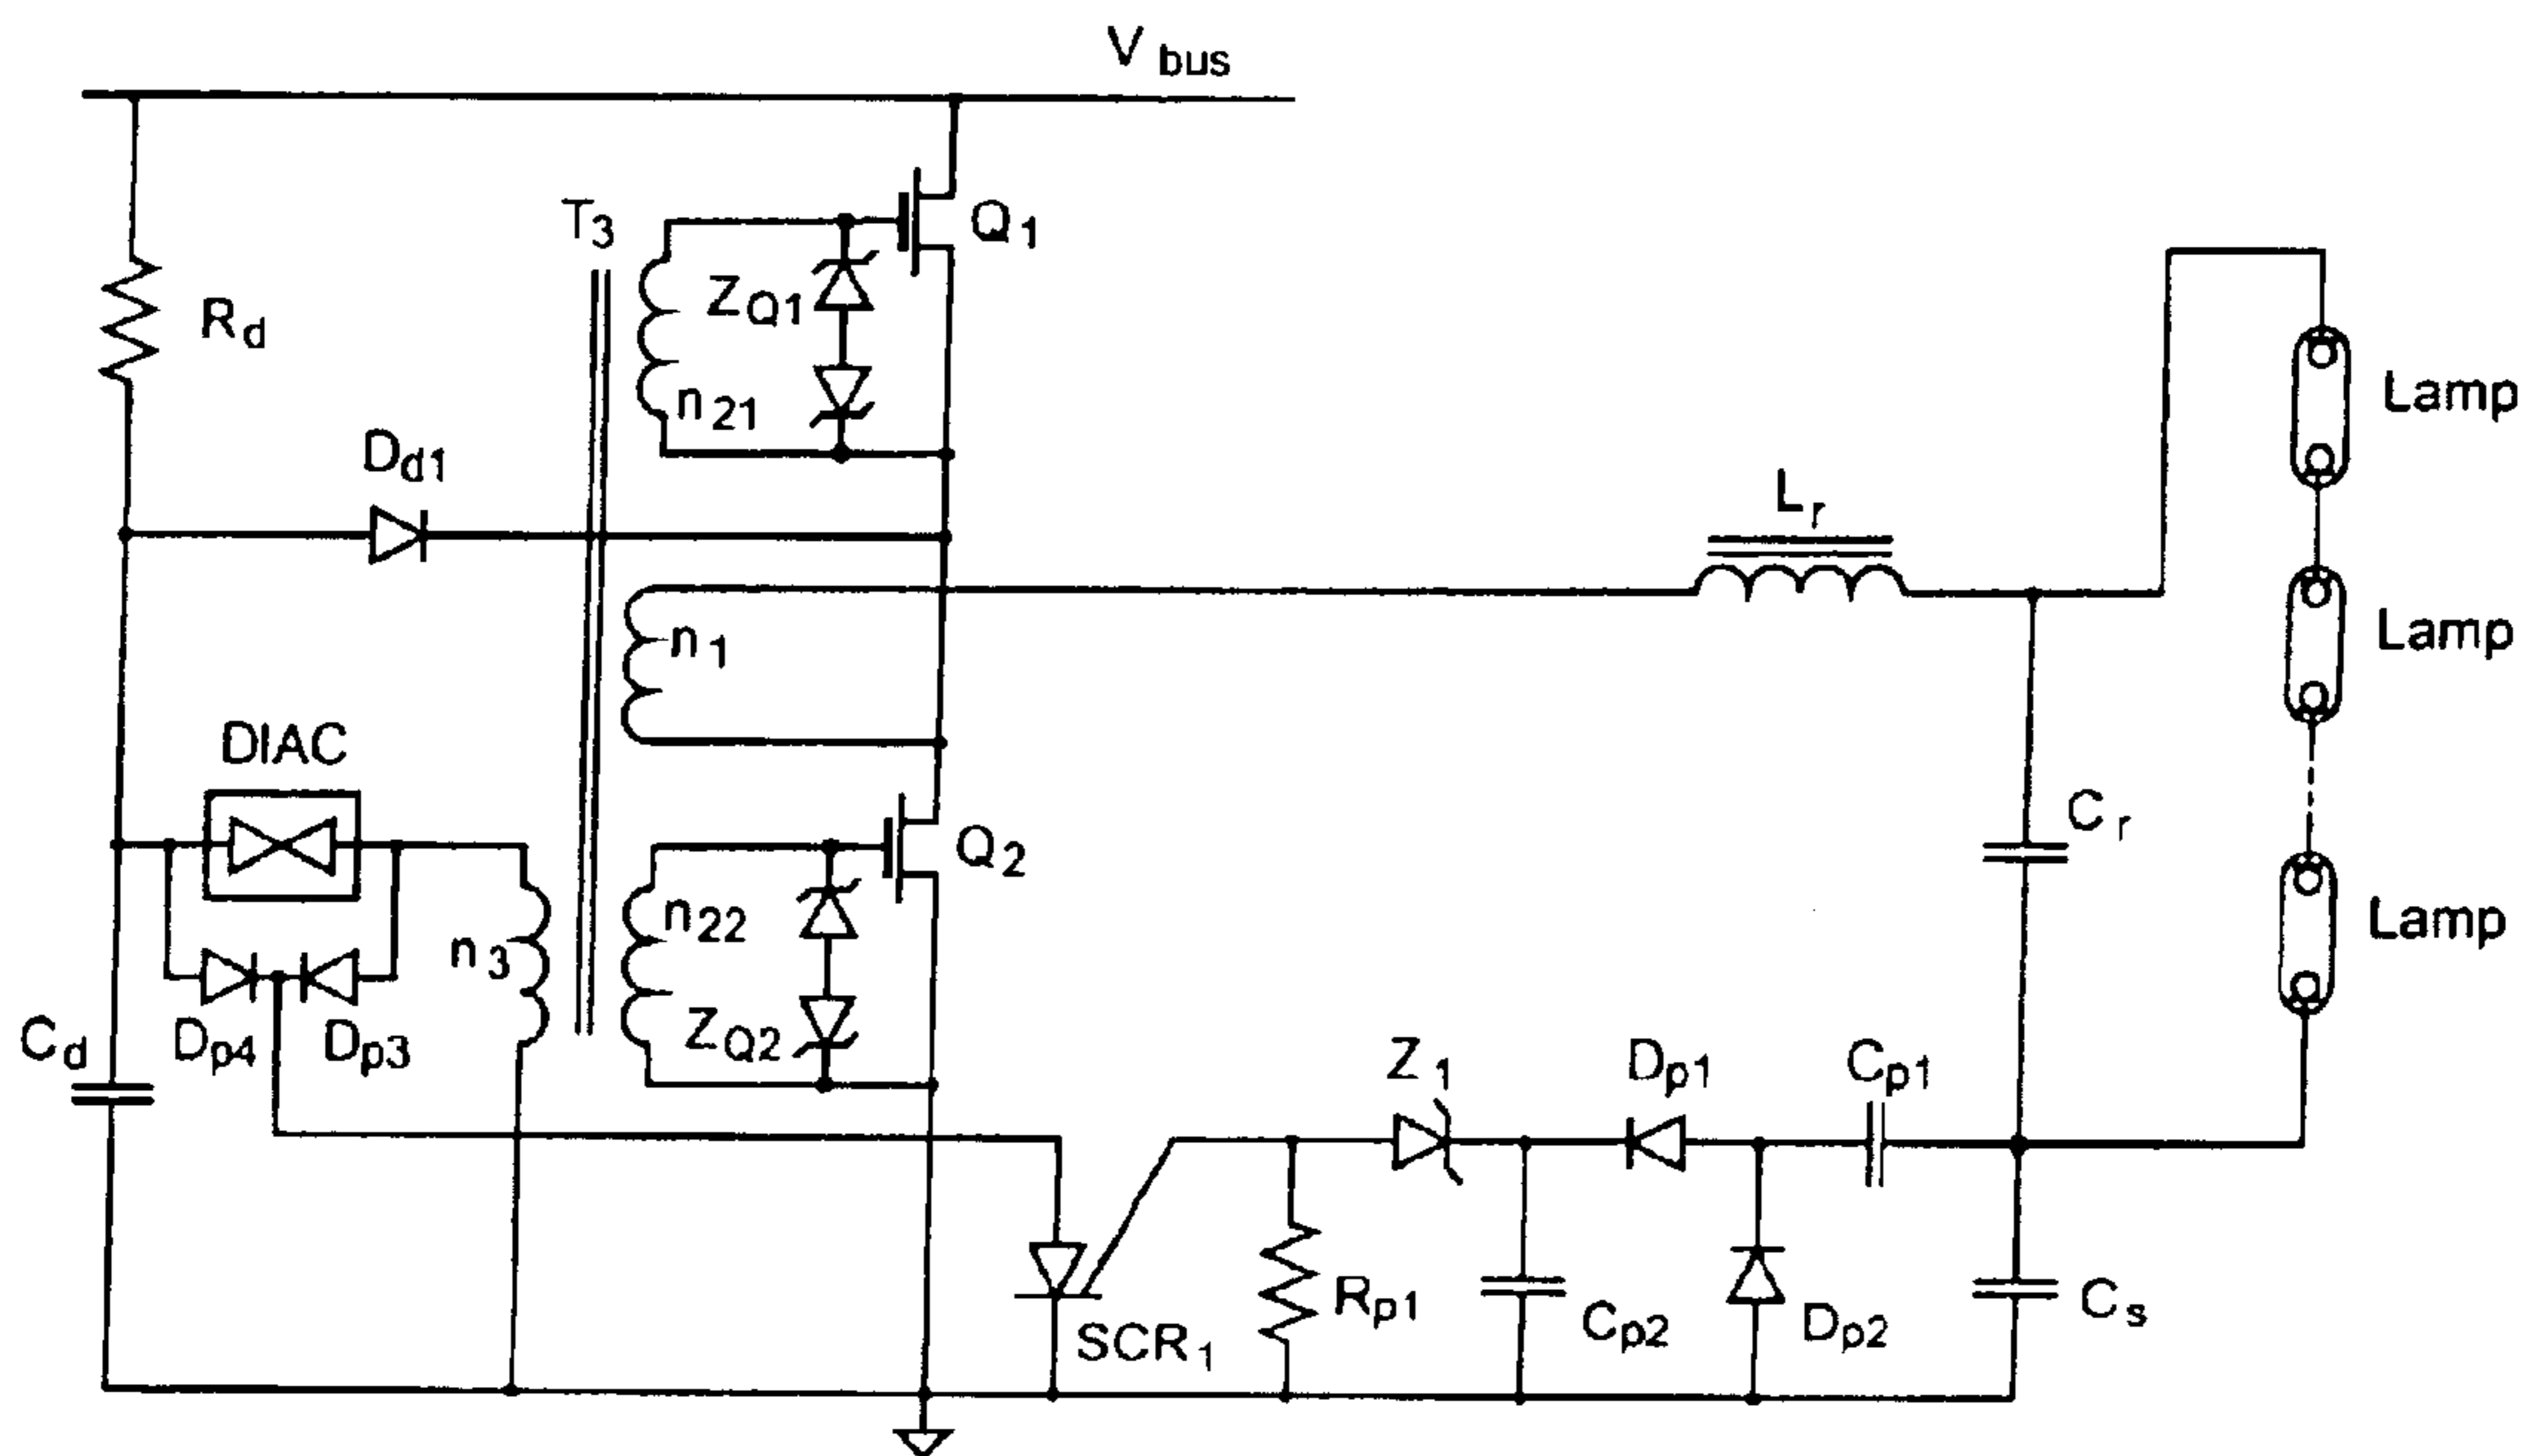 V bus
T3
Q1
ZQ1
Rd
n21
Dd1
Lr
Lamp
n1
Lamp
DIAC
Cr
Q2
n22
Lamp
n3
ZQ2
Cd
Dp4
Dp3
Z1
Dp1
Cp1
Rp1
Cp2
Dp2
Cs
SCR1